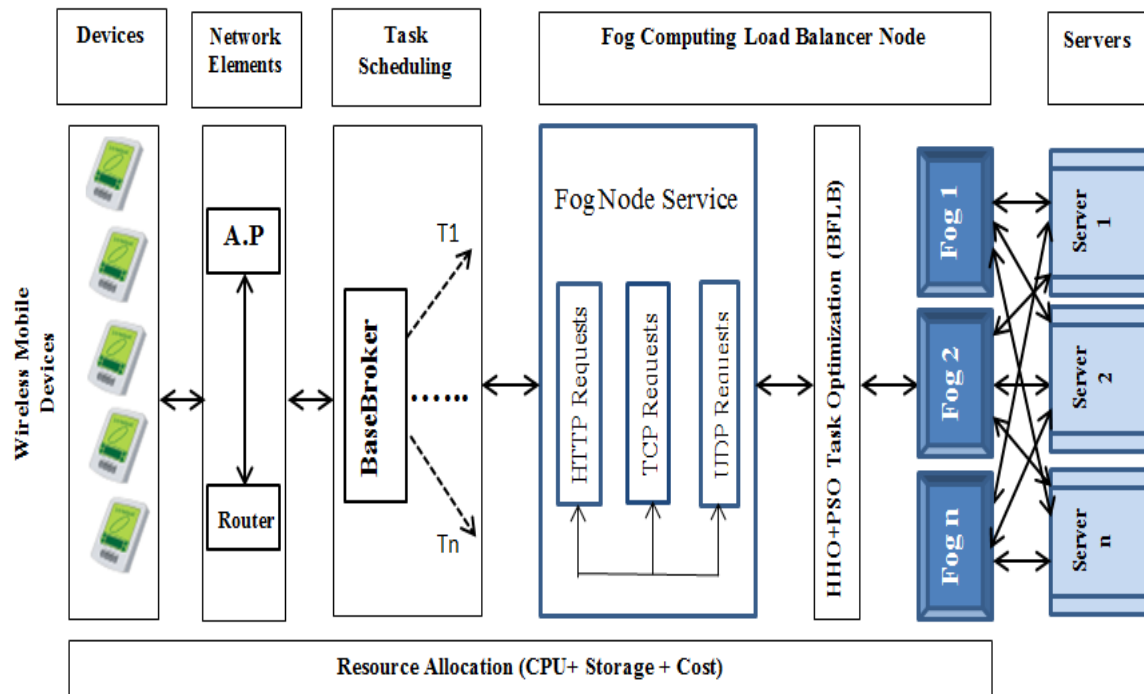 Devices
Network
Elements
Task
Scheduling
Fog Computing Load Balancer Node
Servers
Wireless Mobile
Devices
A.P
Router
BaseBroker
T1
......
Tn
FogNode Service
HTTP Requests
TCP Requests
UDP Requests
HHO+PSO Task Optimization (BFLB)
Fog 1
Fog 2
Fog n
Server
1
Server
2
Server
n
Resource Allocation (CPU+ Storage + Cost)